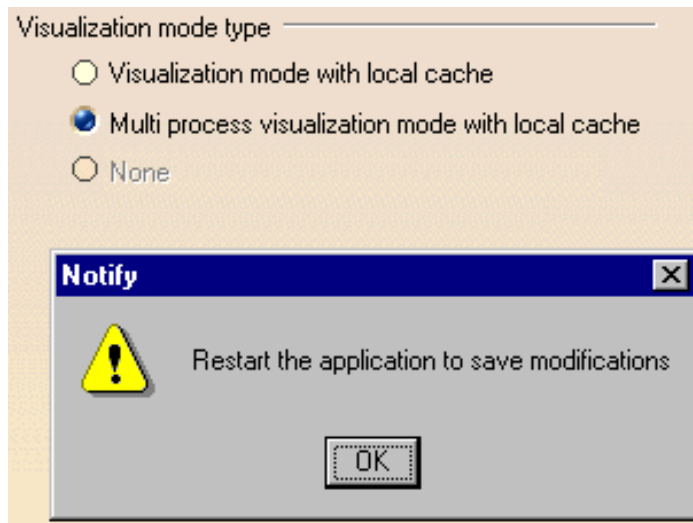 Visualization mode type
Visualization mode with local cache
Multi process visualization mode with local cache
None
Notify
Restart the application to save modifications
OK